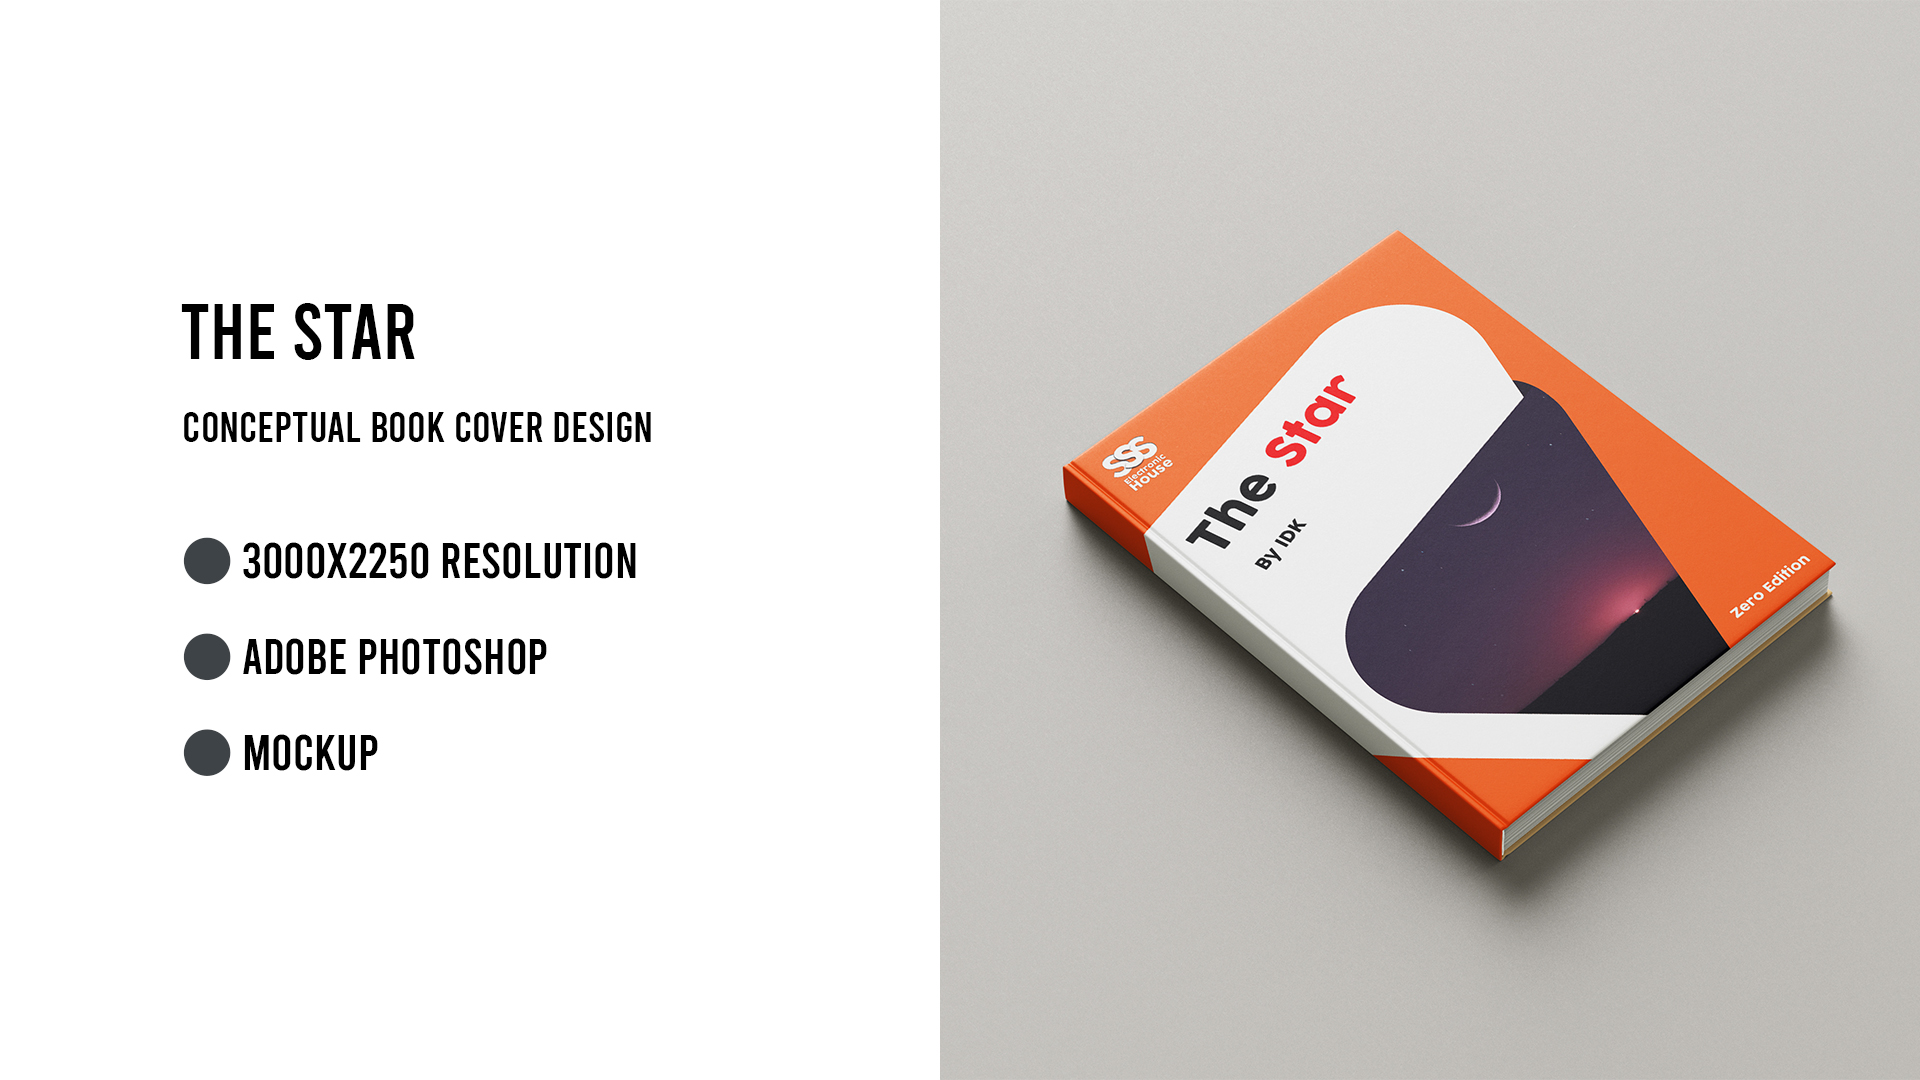 THE STAR
CONCEPTUAL BOOK COVER DESIGN
3000X2250 RESOLUTION
ADOBE PHOTOSHOP
MOCKUP
SSS
Electronic
House
The Star
By IDK
Zero Edition